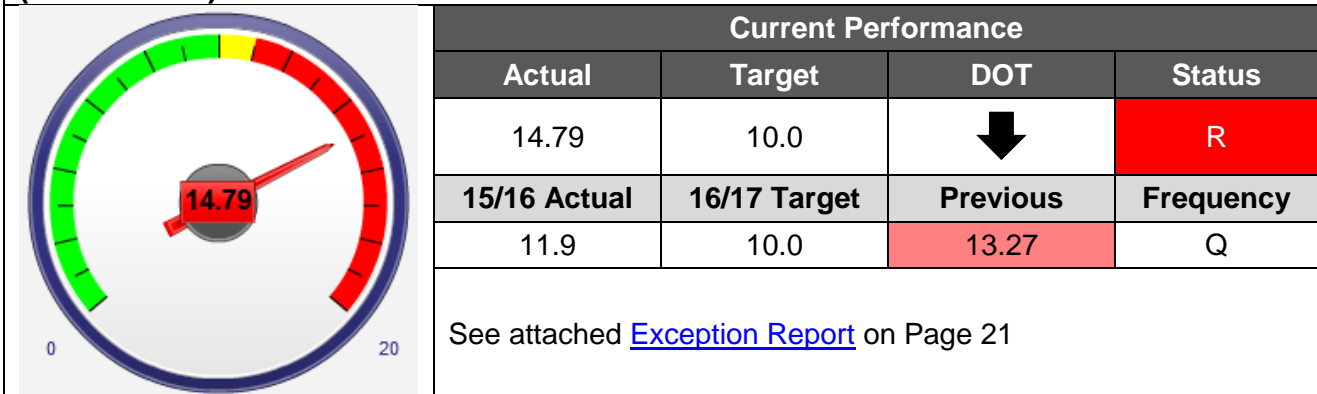 14.79
0
20
Current Performance
Actual Target DOT Status
14.79 10.0 R
15/16 Actual 16/17 Target Previous Frequency
11.9 10.0 13.27 Q
See attached Exception Report on Page 21